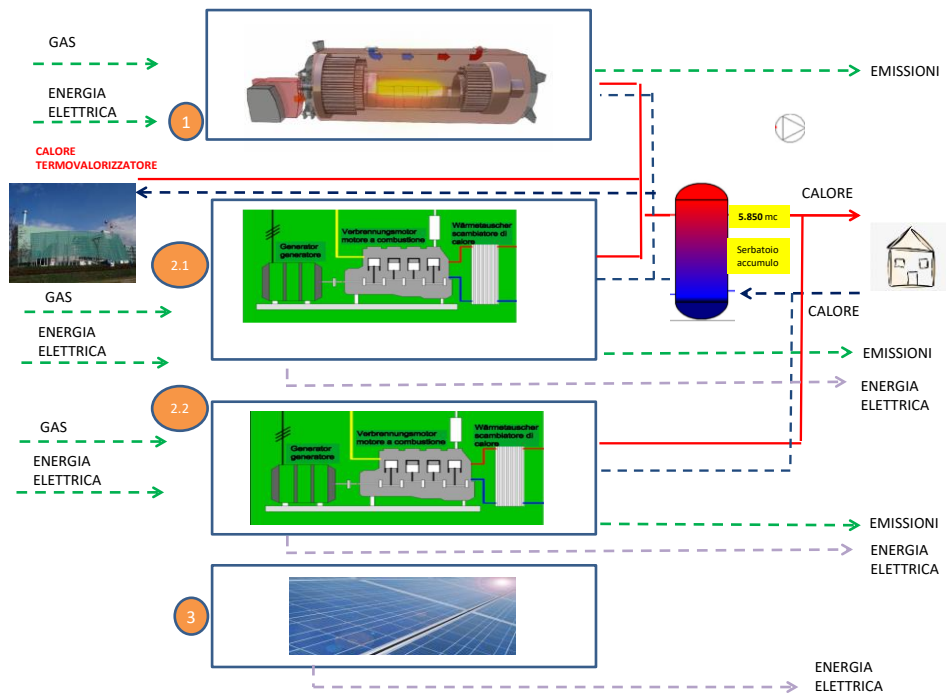 GAS
EMISSIONI
ENERGIA
ELETTRICA
1
CALORE
TERMOVALORIZZATORE
CALORE
5.850 mc
Serbatoio
accumulo
CALORE
2.1
Verbrennungsmotor
motore a combustione
Wärmetauscher
scambiatore di
calore
Generator
generatore
GAS
ENERGIA
ELETTRICA
EMISSIONI
ENERGIA
ELETTRICA
2.2
GAS
ENERGIA
ELETTRICA
Verbrennungsmotor
motore a combustione
Wärmetauscher
scambiatore di
calore
Generator
generatore
EMISSIONI
ENERGIA
ELETTRICA
3
ENERGIA
ELETTRICA